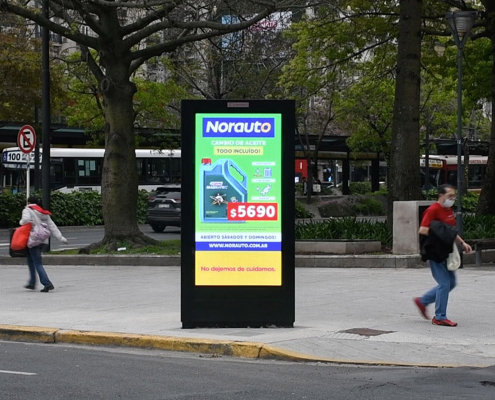 Norauto
CAMBIO DE ACEITE
TODO INCLUIDO!
$5690
ABIERTO SÁBADOS Y DOMINGOS!
WWW.NORAUTO.COM.AR
No dejemos de cuidarnos.
100
E